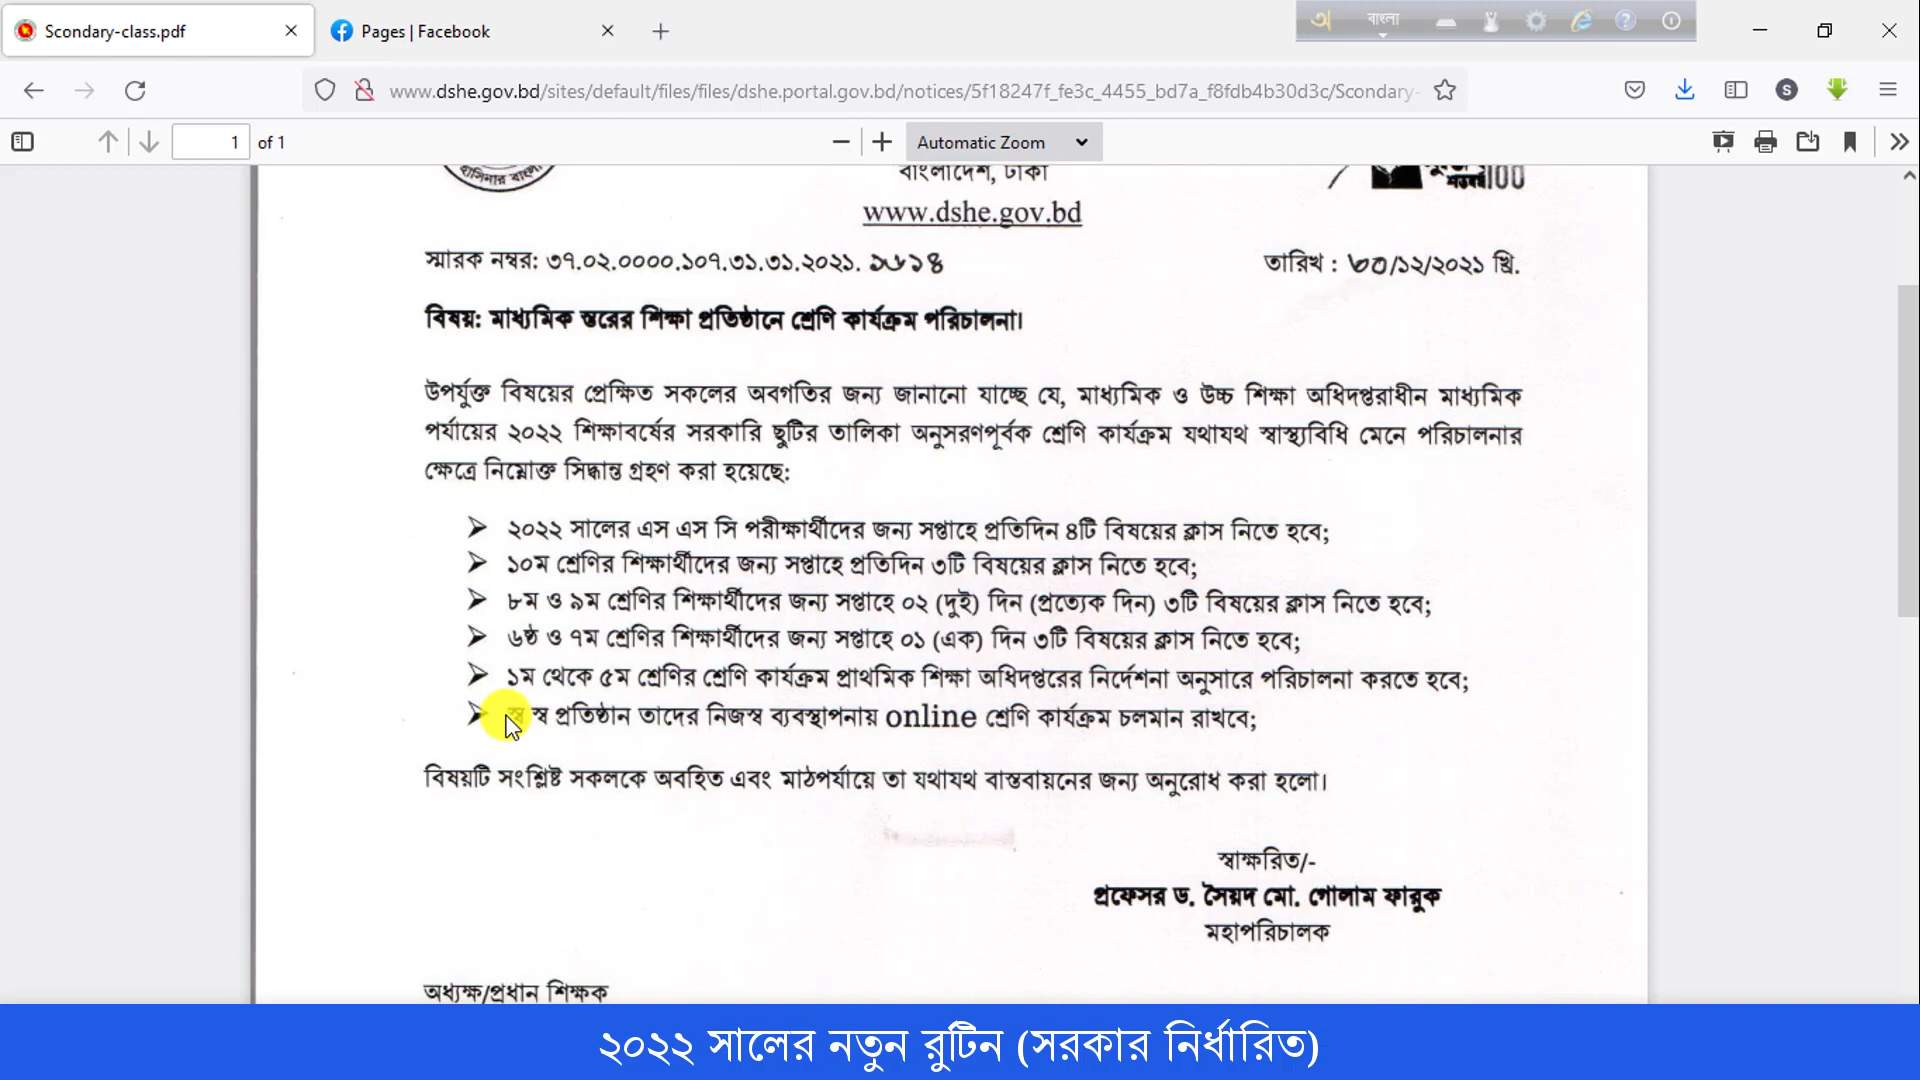 Scondary-class.pdf
Pages | Facebook
বাংলা
www.dshe.gov.bd/sites/default/files/files/dshe.portal.gov.bd/notices/5f18247f_fe3c_4455_bd7a_f8fdb4b30d3c/Scondary-
1 of 1
Automatic Zoom
হাসিনার বাংলা
বাংলাদেশ, ঢাকা
100
www.dshe.gov.bd
স্মারক নম্বর: ৩৭.০২.০০০০.১০৭.৩১.৩১.২০২১.
তারিখ : ৩০/১২/২০২১ খ্রি.
বিষয়: মাধ্যমিক স্তরের শিক্ষা প্রতিষ্ঠানে শ্রেণি কার্যক্রম পরিচালনা।
উপর্যুক্ত বিষয়ের প্রেক্ষিত সকলের অবগতির জন্য জানানো যাচ্ছে যে, মাধ্যমিক ও উচ্চ শিক্ষা অধিদপ্তরাধীন মাধ্যমিক
পর্যায়ের ২০২২ শিক্ষাবর্ষের সরকারি ছুটির তালিকা অনুসরণপূর্বক শ্রেণি কার্যক্রম যথাযথ স্বাস্থ্যবিধি মেনে পরিচালনার
ক্ষেত্রে নিম্নোক্ত সিদ্ধান্ত গ্রহণ করা হয়েছে:
২০২২ সালের এস এস সি পরীক্ষার্থীদের জন্য সপ্তাহে প্রতিদিন ৪টি বিষয়ের ক্লাস নিতে হবে;
১০ম শ্রেণির শিক্ষার্থীদের জন্য সপ্তাহে প্রতিদিন ৩টি বিষয়ের ক্লাস নিতে হবে;
৮ম ও ৯ম শ্রেণির শিক্ষার্থীদের জন্য সপ্তাহে ০২ (দুই) দিন (প্রত্যেক দিন) ৩টি বিষয়ের ক্লাস নিতে হবে;
৬ষ্ঠ ও ৭ম শ্রেণির শিক্ষার্থীদের জন্য সপ্তাহে ০১ (এক) দিন ৩টি বিষয়ের ক্লাস নিতে হবে;
১ম থেকে ৫ম শ্রেণির শ্রেণি কার্যক্রম প্রাথমিক শিক্ষা অধিদপ্তরের নির্দেশনা অনুসারে পরিচালনা করতে হবে;
স্ব স্ব প্রতিষ্ঠান তাদের নিজস্ব ব্যবস্থাপনায় online শ্রেণি কার্যক্রম চলমান রাখবে;
বিষয়টি সংশ্লিষ্ট সকলকে অবহিত এবং মাঠপর্যায়ে তা যথাযথ বাস্তবায়নের জন্য অনুরোধ করা হলো।
স্বাক্ষরিত/-
প্রফেসর ড. সৈয়দ মো. গোলাম ফারুক
মহাপরিচালক
অধ্যক্ষ/প্রধান শিক্ষক
২০২২ সালের নতুন রুটিন (সরকার নির্ধারিত)